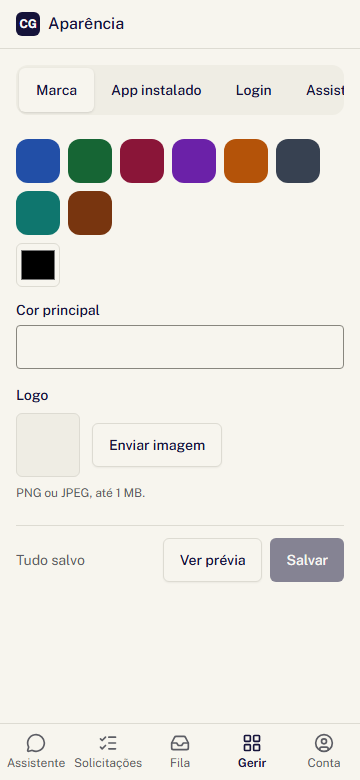 CG Aparência
Marca App instalado Login Assist
Cor principal
Logo
Enviar imagem
PNG ou JPEG, até 1 MB.
Tudo salvo Ver prévia Salvar
Assistente Solicitações Fila Gerir Conta